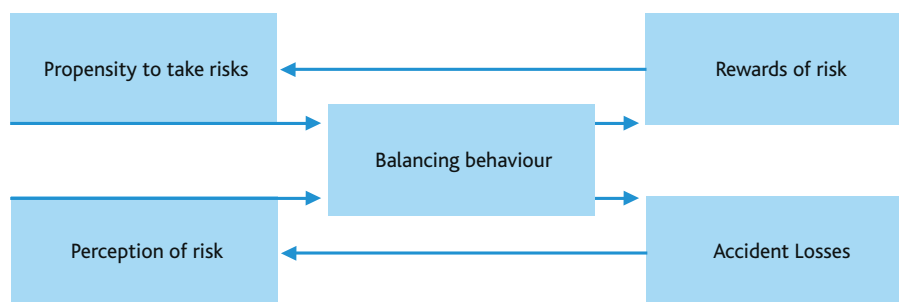 Propensity to take risks
Rewards of risk
Balancing behaviour
Perception of risk
Accident Losses